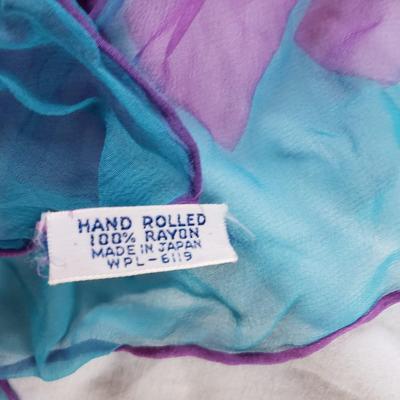 HAND ROLLED
100% RAYON
MADE IN JAPAN
WPL-6119